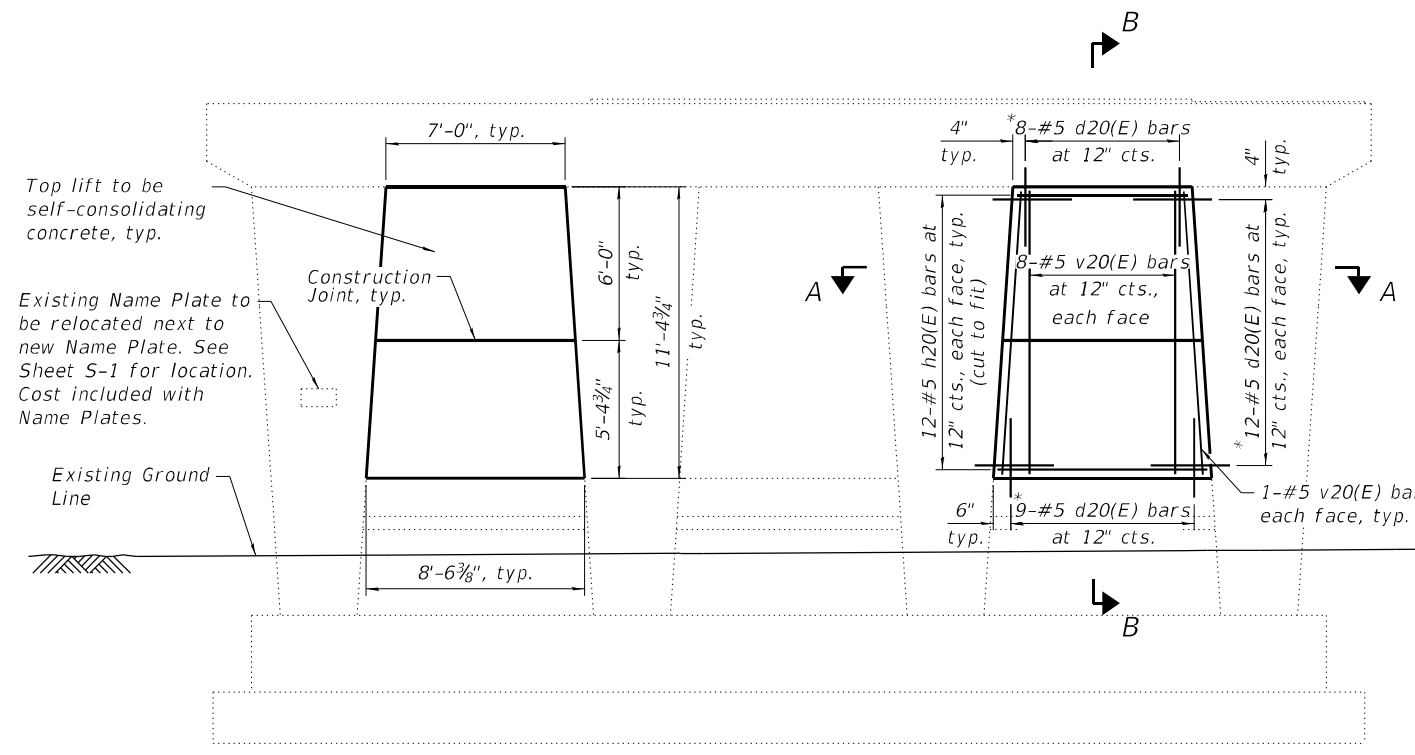 B
7'-0", typ.
4"
typ.
*8-#5 d20(E) bars
at 12" cts.
4"
typ.
Top lift to be
self-consolidating
concrete, typ.
Construction
Joint, typ.
6'-0"
typ.
11'-4¾"
typ.
5'-4¾"
typ.
Existing Name Plate to
be relocated next to
new Name Plate. See
Sheet S-1 for location.
Cost included with
Name Plates.
A
12-#5 h20(E) bars at
12" cts., each face, typ.
(cut to fit)
8-#5 v20(E) bars
at 12" cts.,
each face
*12-#5 d20(E) bars at
12" cts., each face, typ.
A
Existing Ground
Line
8'-6⅜", typ.
6"
typ.
*9-#5 d20(E) bars
at 12" cts.
1-#5 v20(E)
each face, typ.
B